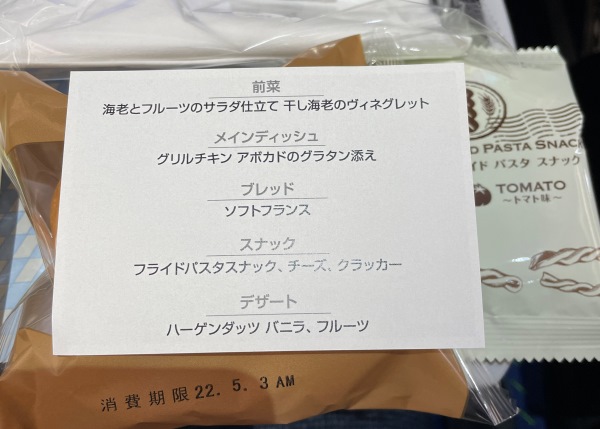 前菜
海老とフルーツのサラダ仕立て 干し海老のヴィネグレット
メインディッシュ
グリルチキン アボカドのグラタン添え
ブレッド
ソフトフランス
スナック
フライドパスタスナック、チーズ、クラッカー
デザート
ハーゲンダッツ バニラ、フルーツ
PASTA SNAC
イド パスタ スナック
TOMATO
～トマト味～
消費期限 22. 5. 3 AM